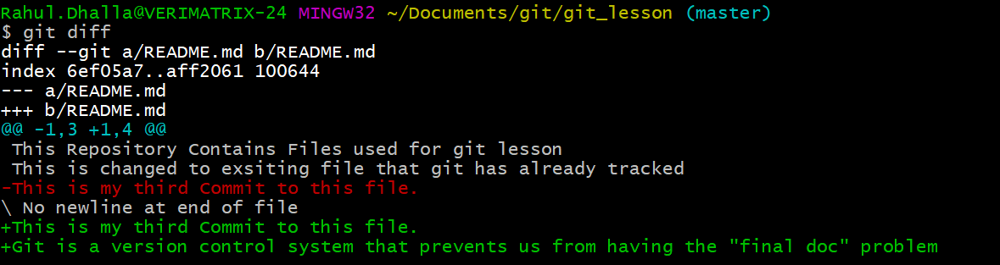 Rahul.Dhalla@VERIMATRIX-24 MINGW32 ~/Documents/git/git_lesson (master)
$ git diff
diff --git a/README.md b/README.md
index 6ef05a7..aff2061 100644
--- a/README.md
+++ b/README.md
@@ -1,3 +1,4 @@
 This Repository Contains Files used for git lesson
 This is changed to exsiting file that git has already tracked
-This is my third Commit to this file.
\ No newline at end of file
+This is my third Commit to this file.
+Git is a version control system that prevents us from having the "final doc" problem